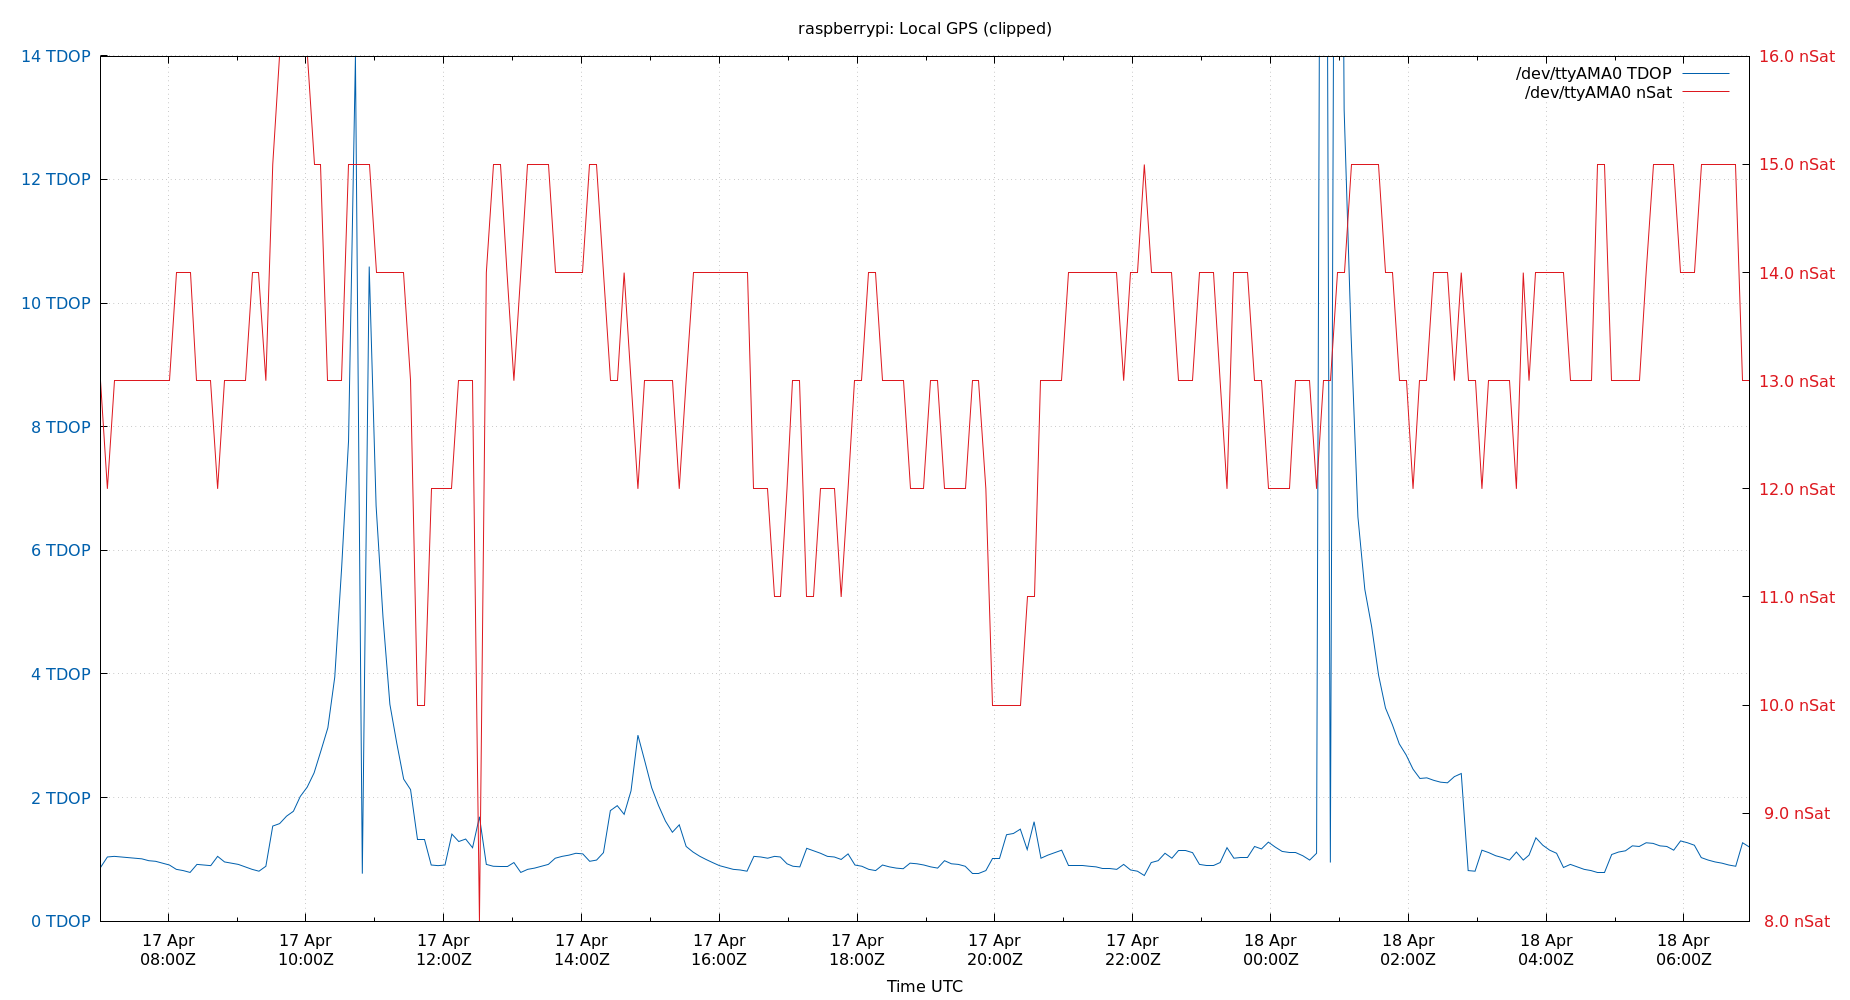 raspberrypi: Local GPS (clipped)
14 TDOP
12 TDOP
10 TDOP
8 TDOP
6 TDOP
4 TDOP
2 TDOP
0 TDOP
16.0 nSat
15.0 nSat
14.0 nSat
13.0 nSat
12.0 nSat
11.0 nSat
10.0 nSat
9.0 nSat
8.0 nSat
/dev/ttyAMA0 TDOP
/dev/ttyAMA0 nSat
17 Apr 17 Apr 17 Apr 17 Apr 17 Apr 17 Apr 17 Apr 17 Apr 18 Apr 18 Apr 18 Apr 18 Apr
08:00Z 10:00Z 12:00Z 14:00Z 16:00Z 18:00Z 20:00Z 22:00Z 00:00Z 02:00Z 04:00Z 06:00Z
Time UTC